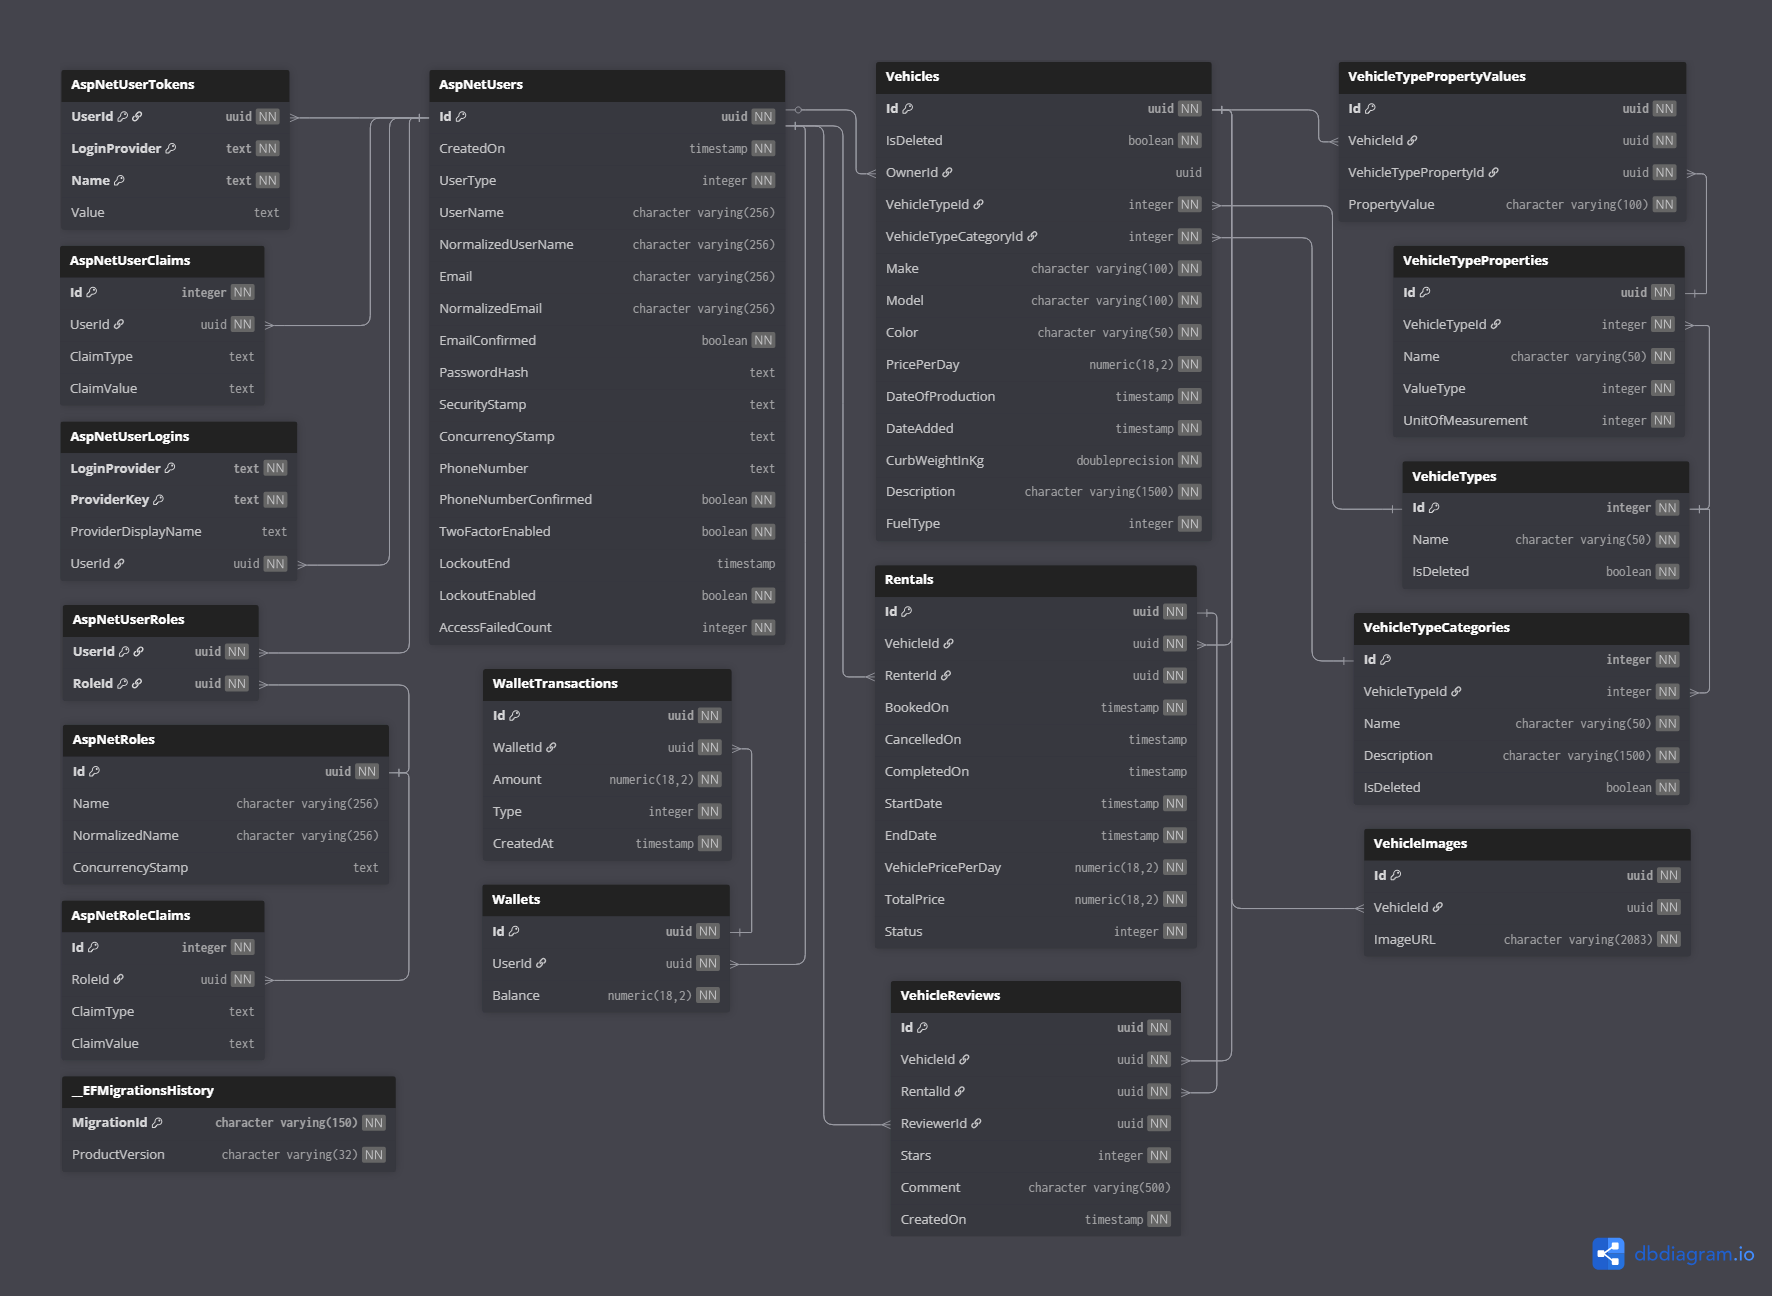 AspNetUserTokens
UserId uuid NN
LoginProvider text NN
Name text NN
Value text
AspNetUserClaims
Id integer NN
UserId uuid NN
ClaimType text
ClaimValue text
AspNetUserLogins
LoginProvider text NN
ProviderKey text NN
ProviderDisplayName text
UserId uuid NN
AspNetUserRoles
UserId uuid NN
RoleId uuid NN
AspNetRoles
Id uuid NN
Name character varying(256)
NormalizedName character varying(256)
ConcurrencyStamp text
AspNetRoleClaims
Id integer NN
RoleId uuid NN
ClaimType text
ClaimValue text
__EFMigrationsHistory
MigrationId character varying(150) NN
ProductVersion character varying(32) NN
AspNetUsers
Id uuid NN
CreatedOn timestamp NN
UserType integer NN
UserName character varying(256)
NormalizedUserName character varying(256)
Email character varying(256)
NormalizedEmail character varying(256)
EmailConfirmed boolean NN
PasswordHash text
SecurityStamp text
ConcurrencyStamp text
PhoneNumber text
PhoneNumberConfirmed boolean NN
TwoFactorEnabled boolean NN
LockoutEnd timestamp
LockoutEnabled boolean NN
AccessFailedCount integer NN
WalletTransactions
Id uuid NN
WalletId uuid NN
Amount numeric(18,2) NN
Type integer NN
CreatedAt timestamp NN
Wallets
Id uuid NN
UserId uuid NN
Balance numeric(18,2) NN
Vehicles
Id uuid NN
IsDeleted boolean NN
OwnerId uuid
VehicleTypeId integer NN
VehicleTypeCategoryId integer NN
Make character varying(100) NN
Model character varying(100) NN
Color character varying(50) NN
PricePerDay numeric(18,2) NN
DateOfProduction timestamp NN
DateAdded timestamp NN
CurbWeightInKg doubleprecision NN
Description character varying(1500) NN
FuelType integer NN
Rentals
Id uuid NN
VehicleId uuid NN
RenterId uuid NN
BookedOn timestamp NN
CancelledOn timestamp
CompletedOn timestamp
StartDate timestamp NN
EndDate timestamp NN
VehiclePricePerDay numeric(18,2) NN
TotalPrice numeric(18,2) NN
Status integer NN
VehicleReviews
Id uuid NN
VehicleId uuid NN
RentalId uuid NN
ReviewerId uuid NN
Stars integer NN
Comment character varying(500)
CreatedOn timestamp NN
VehicleTypePropertyValues
Id uuid NN
VehicleId uuid NN
VehicleTypePropertyId uuid NN
PropertyValue character varying(100) NN
VehicleTypeProperties
Id uuid NN
VehicleTypeId integer NN
Name character varying(50) NN
ValueType integer NN
UnitOfMeasurement integer NN
VehicleTypes
Id integer NN
Name character varying(50) NN
IsDeleted boolean NN
VehicleTypeCategories
Id integer NN
VehicleTypeId integer NN
Name character varying(50) NN
Description character varying(1500) NN
IsDeleted boolean NN
VehicleImages
Id uuid NN
VehicleId uuid NN
ImageURL character varying(2083) NN
dbdiagram.io